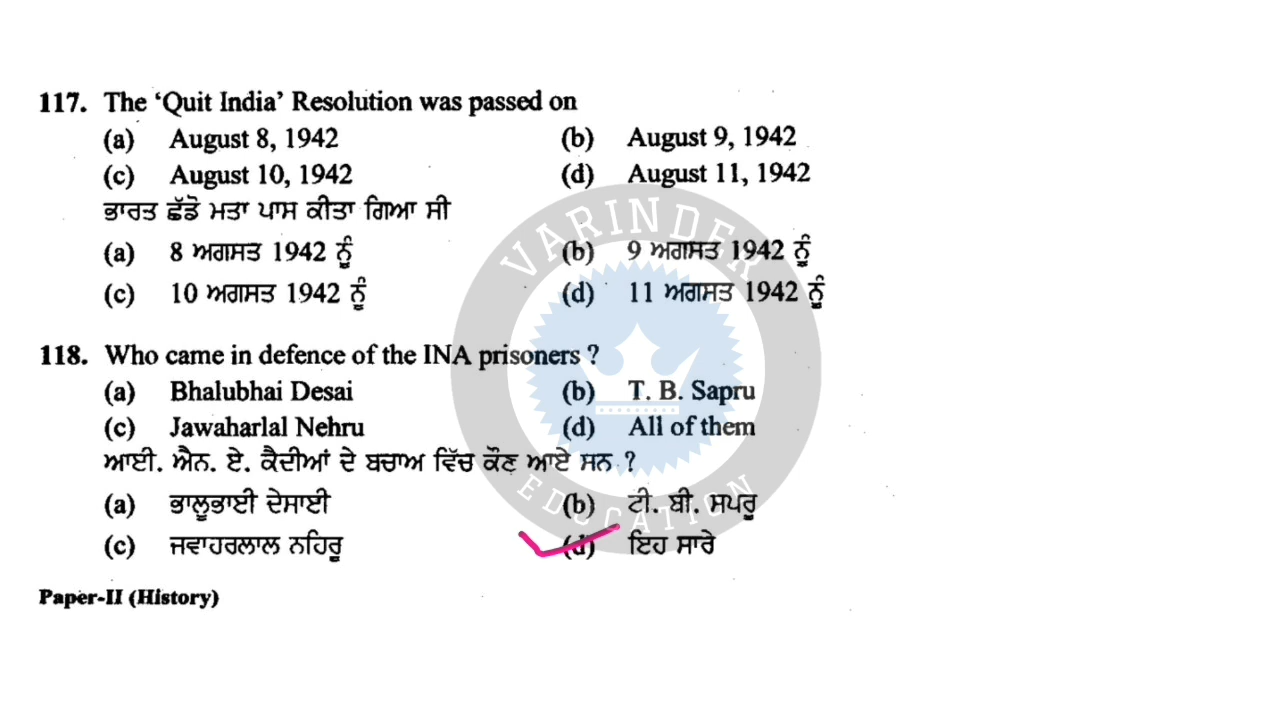 117. The ‘Quit India’ Resolution was passed on
(a) August 8, 1942 (b) August 9, 1942
(c) August 10, 1942 (d) August 11, 1942
ਭਾਰਤ ਛੱਡੋ ਮਤਾ ਪਾਸ ਕੀਤਾ ਗਿਆ ਸੀ
(a) 8 ਅਗਸਤ 1942 ਨੂੰ (b) 9 ਅਗਸਤ 1942 ਨੂੰ
(c) 10 ਅਗਸਤ 1942 ਨੂੰ (d) 11 ਅਗਸਤ 1942 ਨੂੰ
118. Who came in defence of the INA prisoners ?
(a) Bhalubhai Desai (b) T. B. Sapru
(c) Jawaharlal Nehru (d) All of them
ਆਈ. ਐਨ. ਏ. ਕੈਦੀਆਂ ਦੇ ਬਚਾਅ ਵਿੱਚ ਕੌਣ ਆਏ ਸਨ ?
(a) ਭਾਲੂਭਾਈ ਦੇਸਾਈ (b) ਟੀ. ਬੀ. ਸਪਰੂ
(c) ਜਵਾਹਰਲਾਲ ਨਹਿਰੂ (d) ਇਹ ਸਾਰੇ
Paper-II (History)
VARINDER
EDUCATION